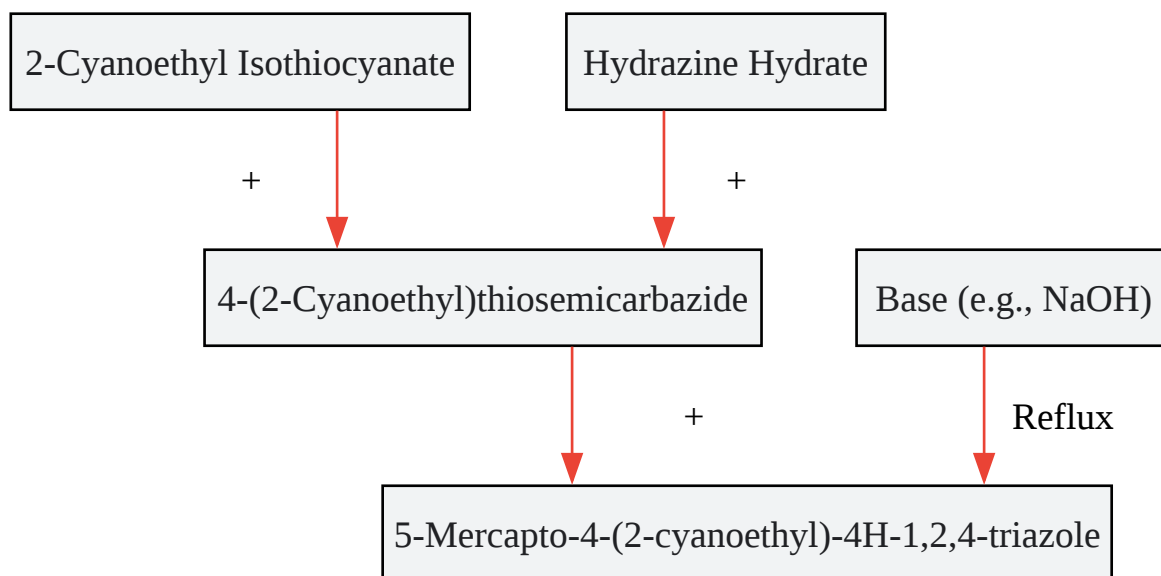 2-Cyanoethyl Isothiocyanate
Hydrazine Hydrate
+
+
4-(2-Cyanoethyl)thiosemicarbazide
Base (e.g., NaOH)
+
Reflux
5-Mercapto-4-(2-cyanoethyl)-4H-1,2,4-triazole